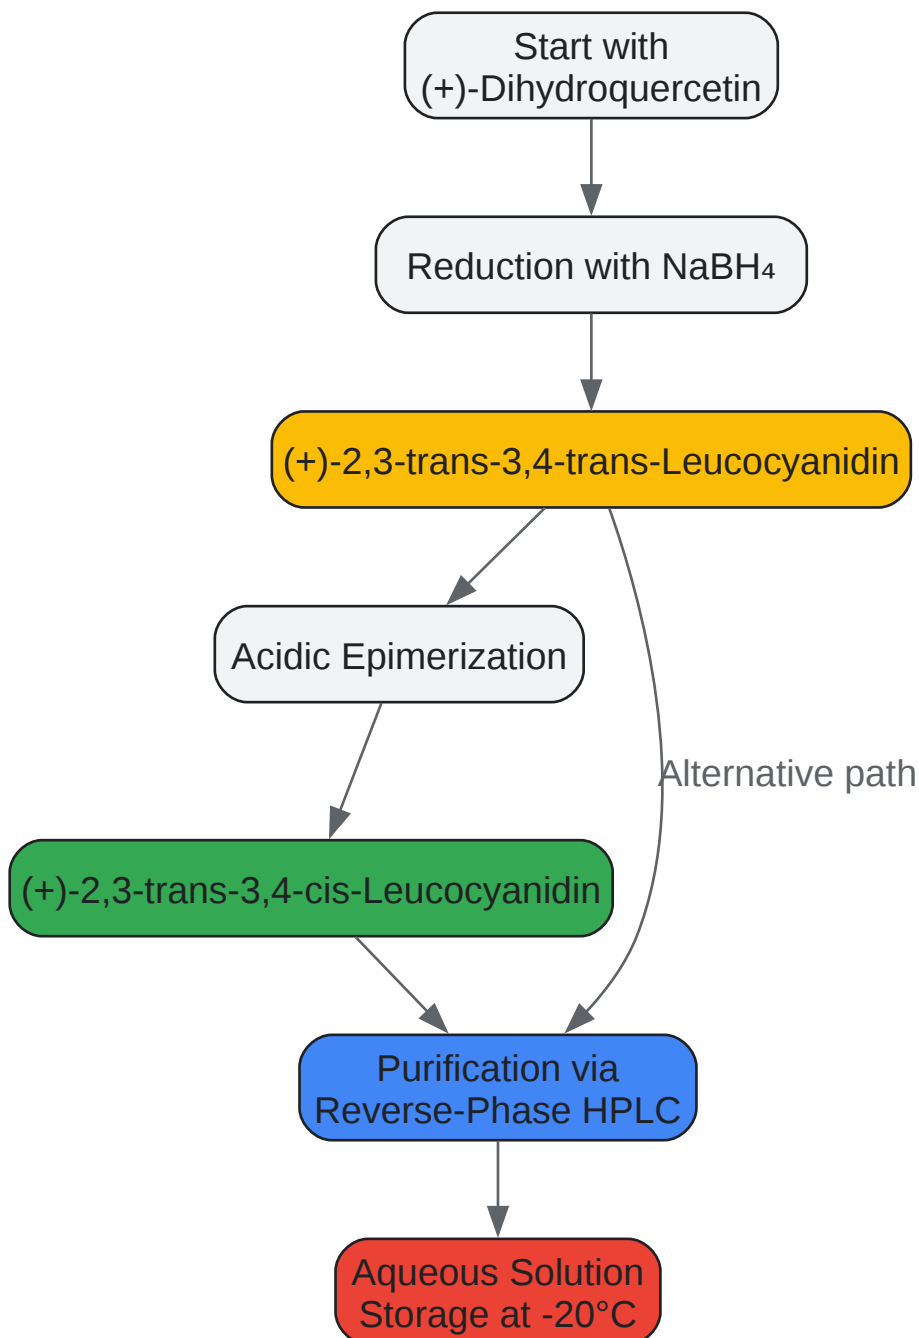 Start with
(+)-Dihydroquercetin
Reduction with NaBH₄
(+)-2,3-trans-3,4-trans-Leucocyanidin
Acidic Epimerization
Alternative path
(+)-2,3-trans-3,4-cis-Leucocyanidin
Purification via
Reverse-Phase HPLC
Aqueous Solution
Storage at -20°C